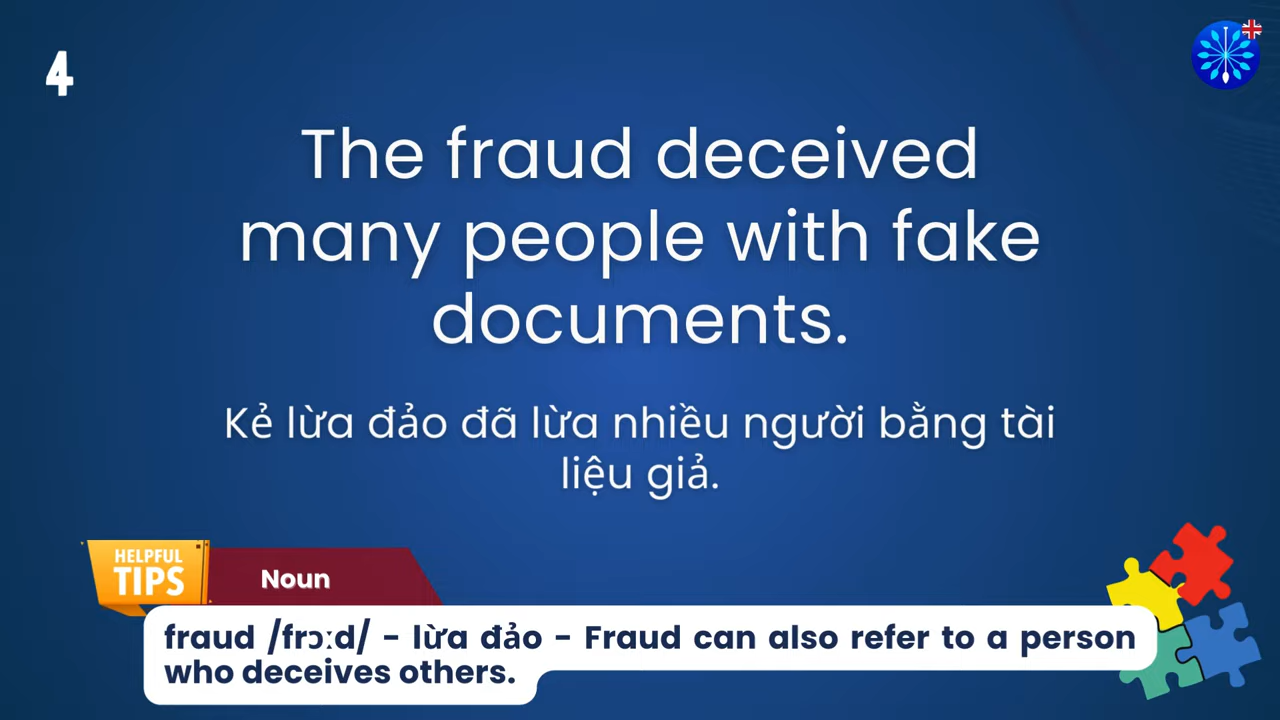 4
The fraud deceived
many people with fake
documents.
Kẻ lừa đảo đã lừa nhiều người bằng tài
liệu giả.
HELPFUL
TIPS
Noun
fraud /frɔːd/ - lừa đảo - Fraud can also refer to a person
who deceives others.